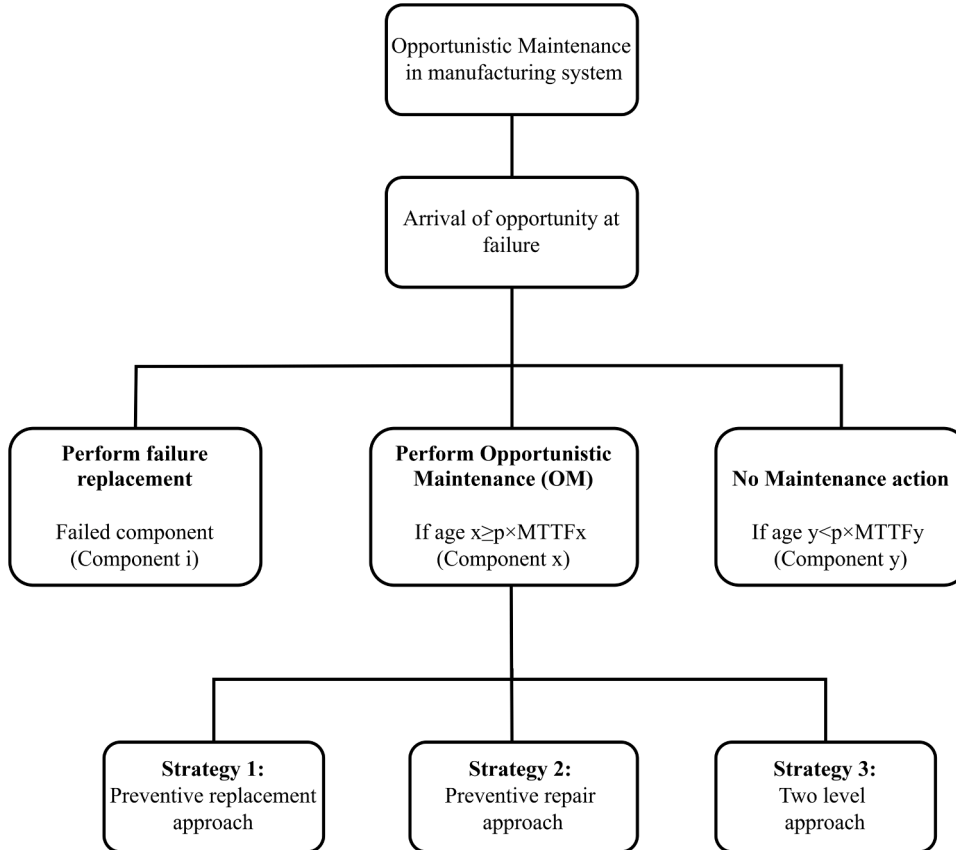 Opportunistic Maintenance
in manufacturing system
Arrival of opportunity at
failure
Perform failure
replacement
Failed component
(Component i)
Perform Opportunistic
Maintenance (OM)
If age x≥p×MTTFx
(Component x)
No Maintenance action
If age y<p×MTTFy
(Component y)
Strategy 1:
Preventive replacement
approach
Strategy 2:
Preventive repair
approach
Strategy 3:
Two level
approach